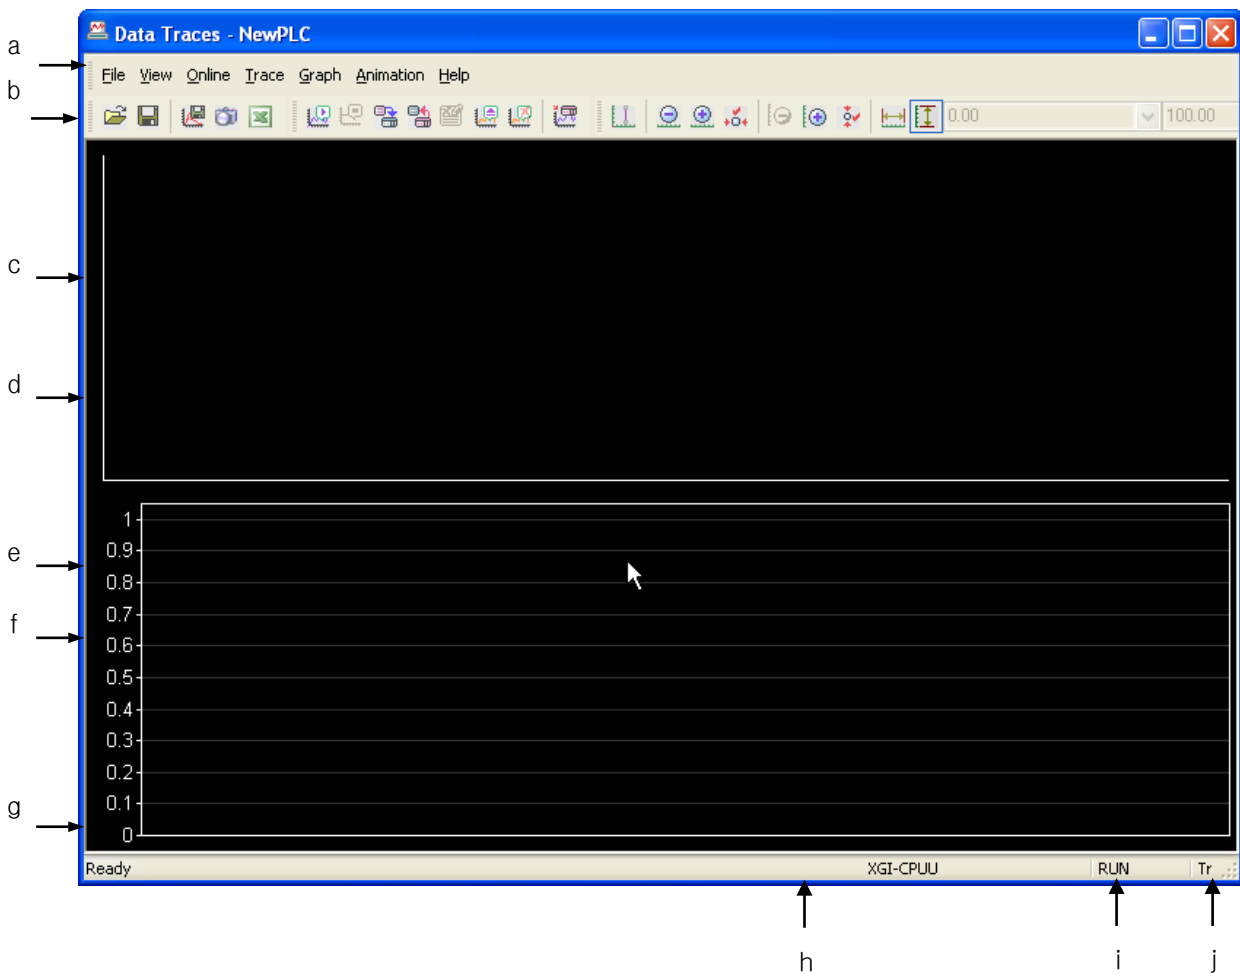 Data Traces - NewPLC
a
File View Online Trace Graph Animation Help
b
0.00 100.00
c
d
1
0.9
e
0.8
0.7
f
0.6
0.5
0.4
0.3
0.2
0.1
g
0
Ready XGI-CPUU RUN Tr
h i j